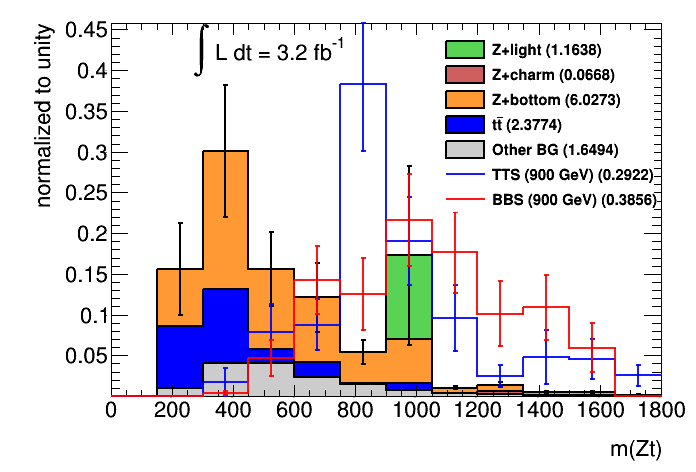 ∫ L dt = 3.2 fb⁻¹
normalized to unity
0.45
0.4
0.35
0.3
0.25
0.2
0.15
0.1
0.05
Z+light (1.1638)
Z+charm (0.0668)
Z+bottom (6.0273)
tt̄ (2.3774)
Other BG (1.6494)
TTS (900 GeV) (0.2922)
BBS (900 GeV) (0.3856)
0 200 400 600 800 1000 1200 1400 1600 1800
m(Zt)